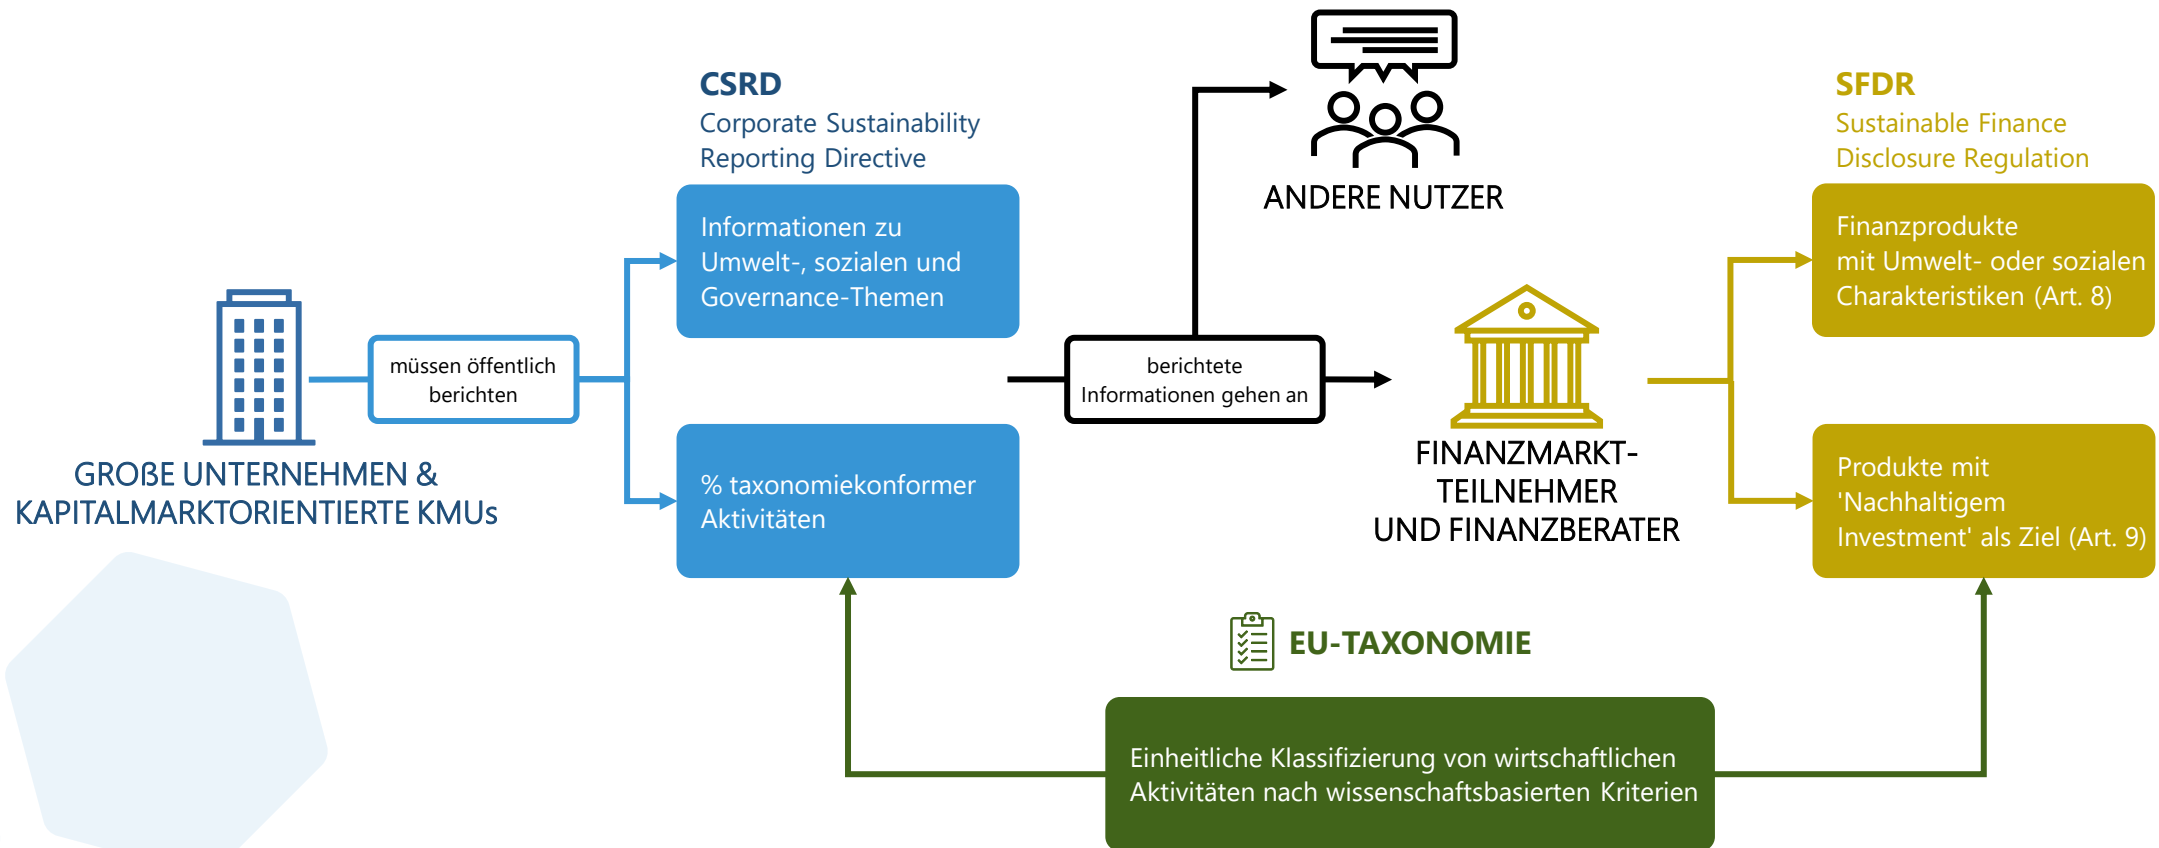 CSRD
Corporate Sustainability
Reporting Directive
SFDR
Sustainable Finance
Disclosure Regulation
ANDERE NUTZER
Informationen zu
Umwelt-, sozialen und
Governance-Themen
Finanzprodukte
mit Umwelt- oder sozialen
Charakteristiken (Art. 8)
müssen öffentlich
berichten
berichtete
Informationen gehen an
GROßE UNTERNEHMEN &
KAPITALMARKTORIENTIERTE KMUs
% taxonomiekonformer
Aktivitäten
FINANZMARKT-
TEILNEHMER
UND FINANZBERATER
Produkte mit
'Nachhaltigem
Investment' als Ziel (Art. 9)
EU-TAXONOMIE
Einheitliche Klassifizierung von wirtschaftlichen
Aktivitäten nach wissenschaftsbasierten Kriterien